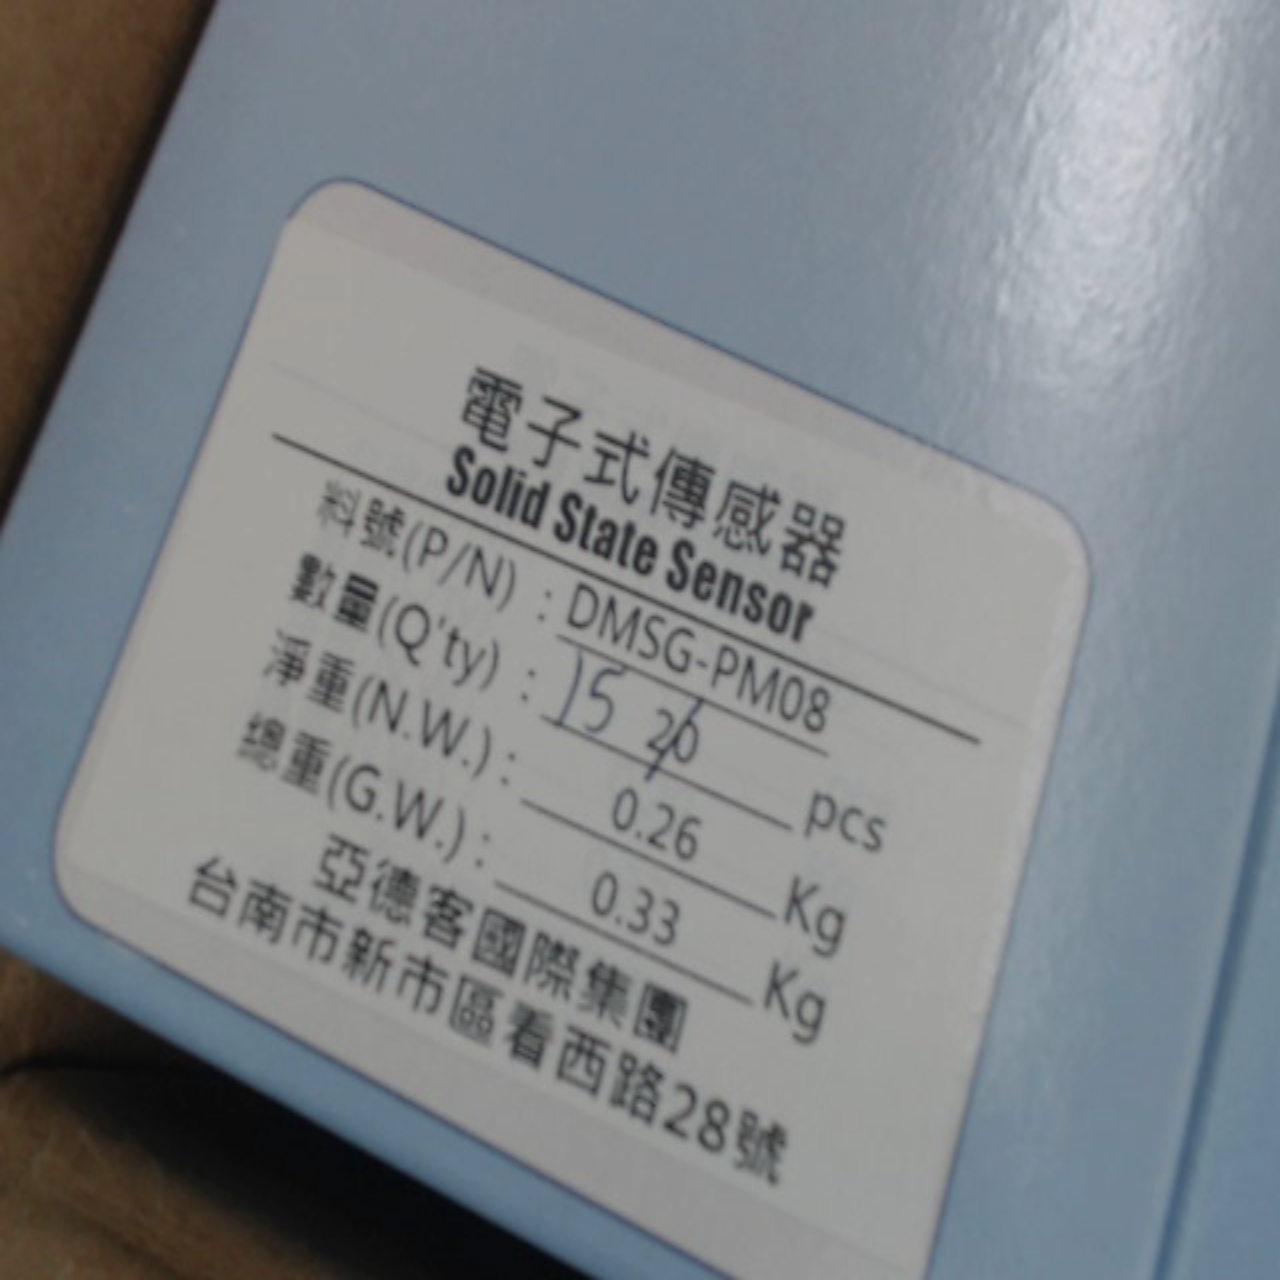 電子式傳感器
Solid State Sensor
料號(P/N) : DMSG-PM08
數量(Q'ty) : 15 20 pcs
淨重(N.W.) : 0.26 Kg
總重(G.W.) : 0.33 Kg
亞德客國際集團
台南市新市區看西路28號